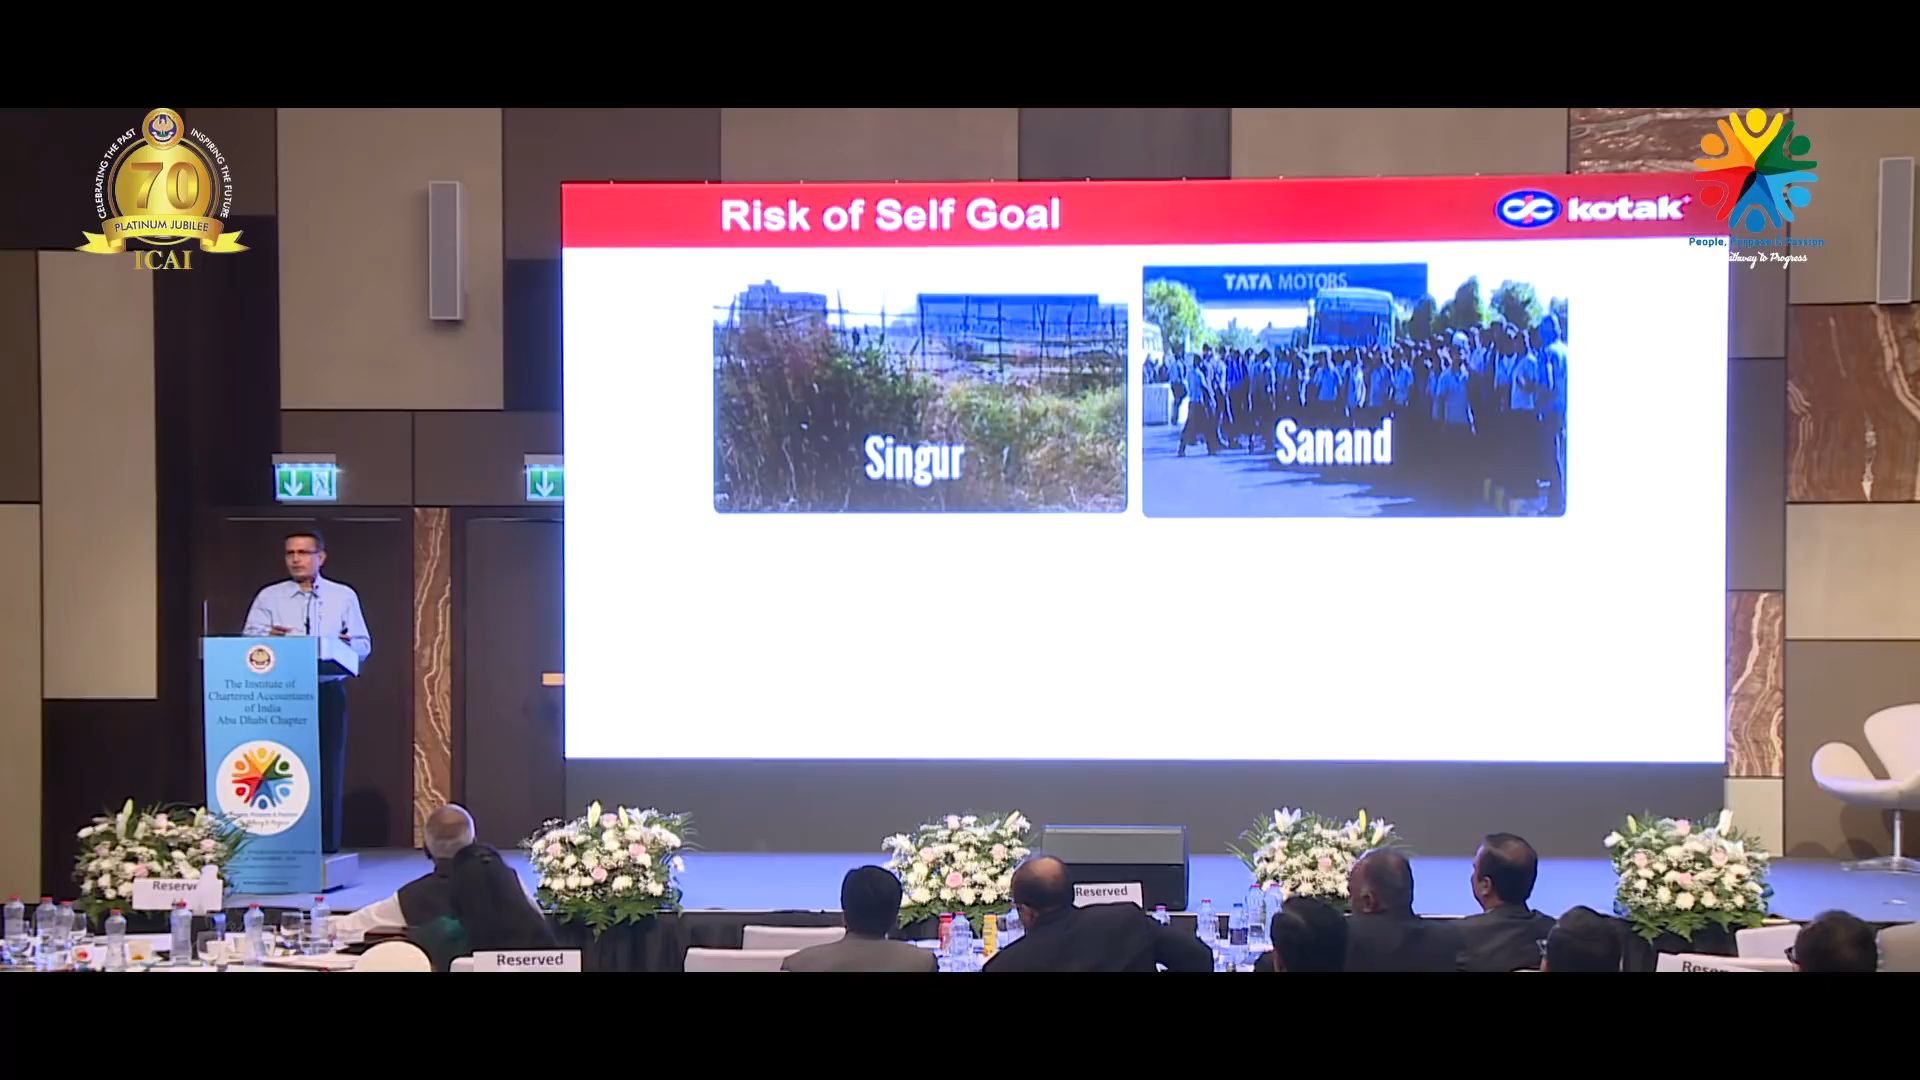 CELEBRATING THE PAST
INSPIRING THE FUTURE
70
PLATINUM JUBILEE
ICAI
Risk of Self Goal
kotak
People, Purpose & Passion
Pathway to Progress
TATA MOTORS
Singur
Sanand
The Institute of
Chartered Accountants
of India
Abu Dhabi Chapter
Reserved
Reserved